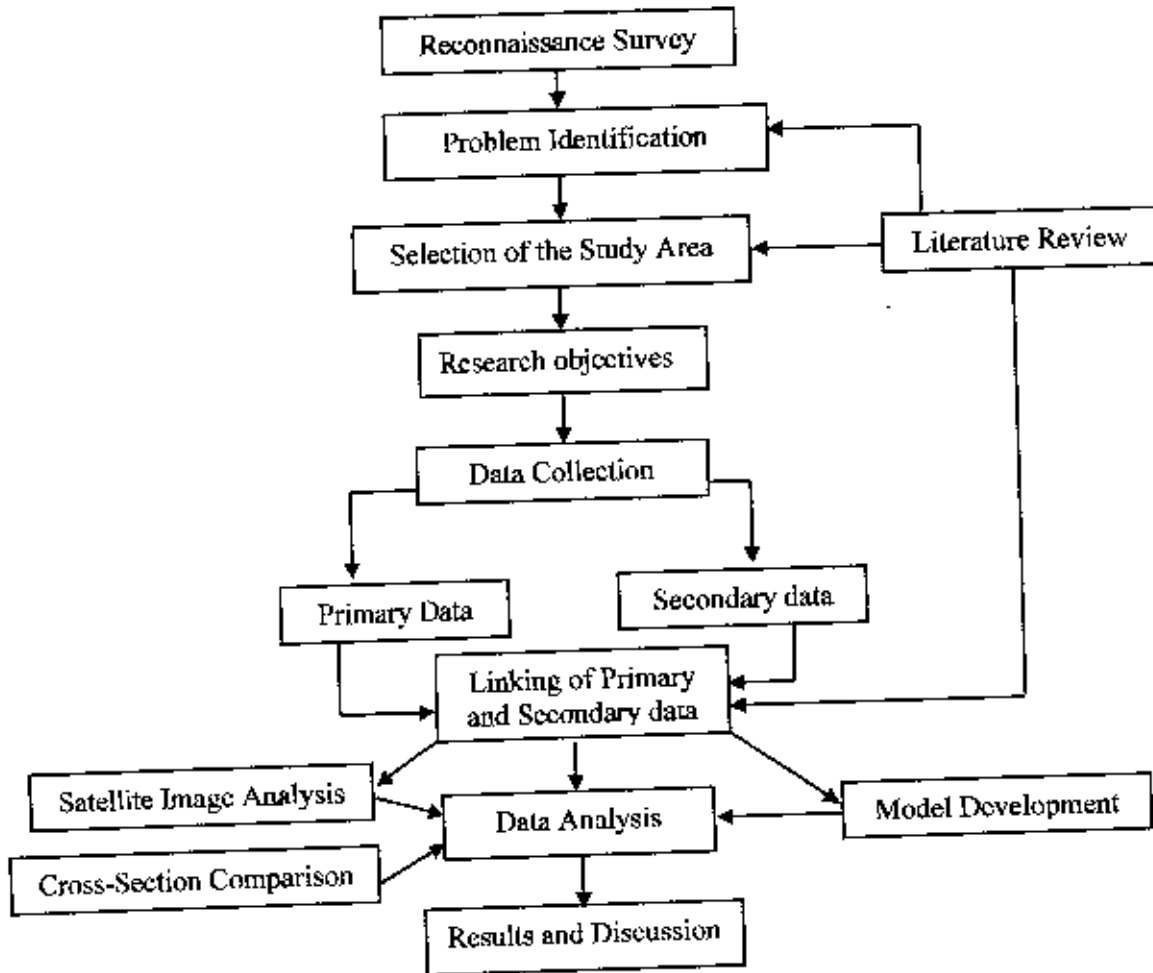 Reconnaissance Survey
Problem Identification
Selection of the Study Area
Literature Review
Research objectives
Data Collection
Primary Data
Secondary data
Linking of Primary
and Secondary data
Satellite Image Analysis
Data Analysis
Model Development
Cross-Section Comparison
Results and Discussion